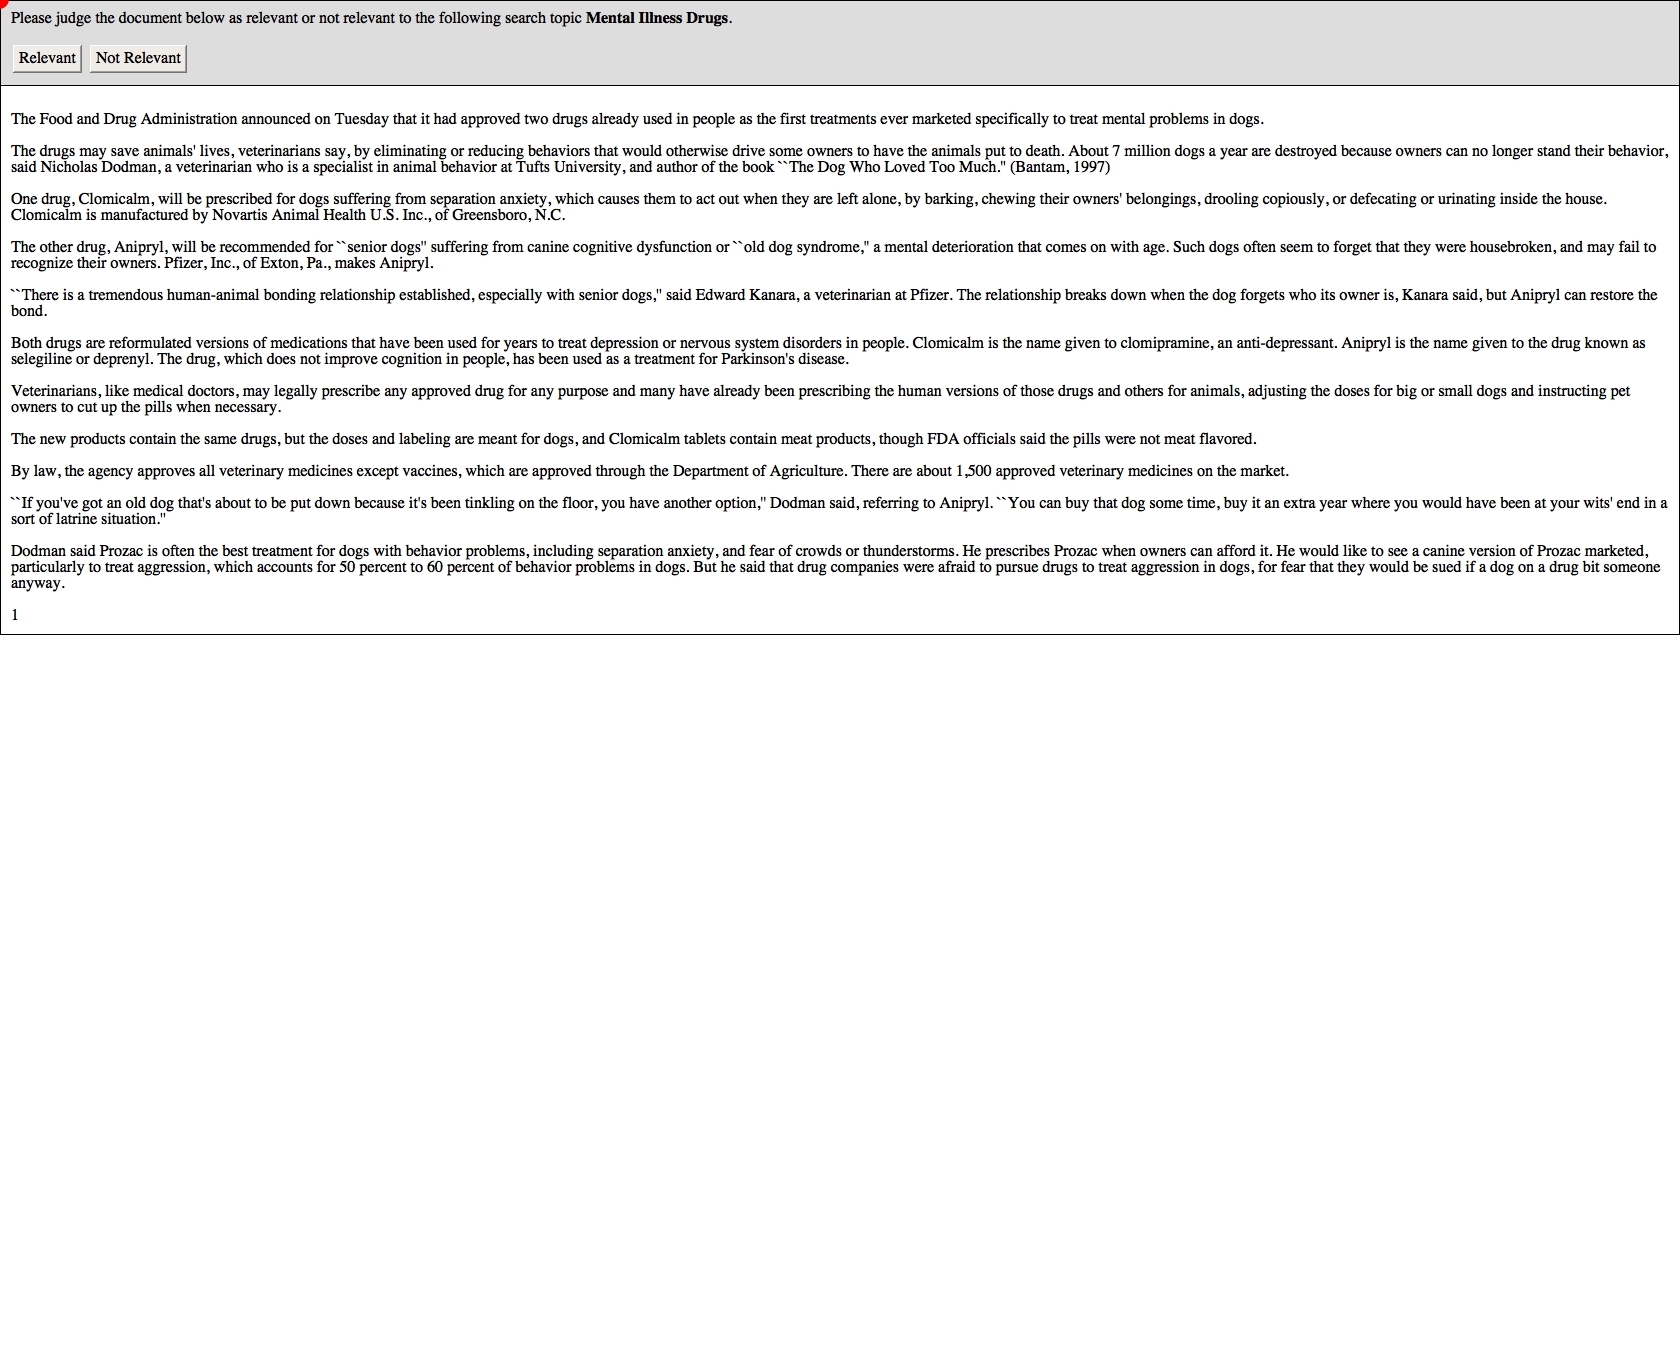 Please judge the document below as relevant or not relevant to the following search topic Mental Illness Drugs.
Relevant Not Relevant
The Food and Drug Administration announced on Tuesday that it had approved two drugs already used in people as the first treatments ever marketed specifically to treat mental problems in dogs.
The drugs may save animals' lives, veterinarians say, by eliminating or reducing behaviors that would otherwise drive some owners to have the animals put to death. About 7 million dogs a year are destroyed because owners can no longer stand their behavior,
said Nicholas Dodman, a veterinarian who is a specialist in animal behavior at Tufts University, and author of the book ``The Dog Who Loved Too Much.'' (Bantam, 1997)
One drug, Clomicalm, will be prescribed for dogs suffering from separation anxiety, which causes them to act out when they are left alone, by barking, chewing their owners' belongings, drooling copiously, or defecating or urinating inside the house.
Clomicalm is manufactured by Novartis Animal Health U.S. Inc., of Greensboro, N.C.
The other drug, Anipryl, will be recommended for ``senior dogs'' suffering from canine cognitive dysfunction or ``old dog syndrome,'' a mental deterioration that comes on with age. Such dogs often seem to forget that they were housebroken, and may fail to
recognize their owners. Pfizer, Inc., of Exton, Pa., makes Anipryl.
``There is a tremendous human-animal bonding relationship established, especially with senior dogs,'' said Edward Kanara, a veterinarian at Pfizer. The relationship breaks down when the dog forgets who its owner is, Kanara said, but Anipryl can restore the
bond.
Both drugs are reformulated versions of medications that have been used for years to treat depression or nervous system disorders in people. Clomicalm is the name given to clomipramine, an anti-depressant. Anipryl is the name given to the drug known as
selegiline or deprenyl. The drug, which does not improve cognition in people, has been used as a treatment for Parkinson's disease.
Veterinarians, like medical doctors, may legally prescribe any approved drug for any purpose and many have already been prescribing the human versions of those drugs and others for animals, adjusting the doses for big or small dogs and instructing pet
owners to cut up the pills when necessary.
The new products contain the same drugs, but the doses and labeling are meant for dogs, and Clomicalm tablets contain meat products, though FDA officials said the pills were not meat flavored.
By law, the agency approves all veterinary medicines except vaccines, which are approved through the Department of Agriculture. There are about 1,500 approved veterinary medicines on the market.
``If you've got an old dog that's about to be put down because it's been tinkling on the floor, you have another option,'' Dodman said, referring to Anipryl. ``You can buy that dog some time, buy it an extra year where you would have been at your wits' end in a
sort of latrine situation.''
Dodman said Prozac is often the best treatment for dogs with behavior problems, including separation anxiety, and fear of crowds or thunderstorms. He prescribes Prozac when owners can afford it. He would like to see a canine version of Prozac marketed,
particularly to treat aggression, which accounts for 50 percent to 60 percent of behavior problems in dogs. But he said that drug companies were afraid to pursue drugs to treat aggression in dogs, for fear that they would be sued if a dog on a drug bit someone
anyway.
1